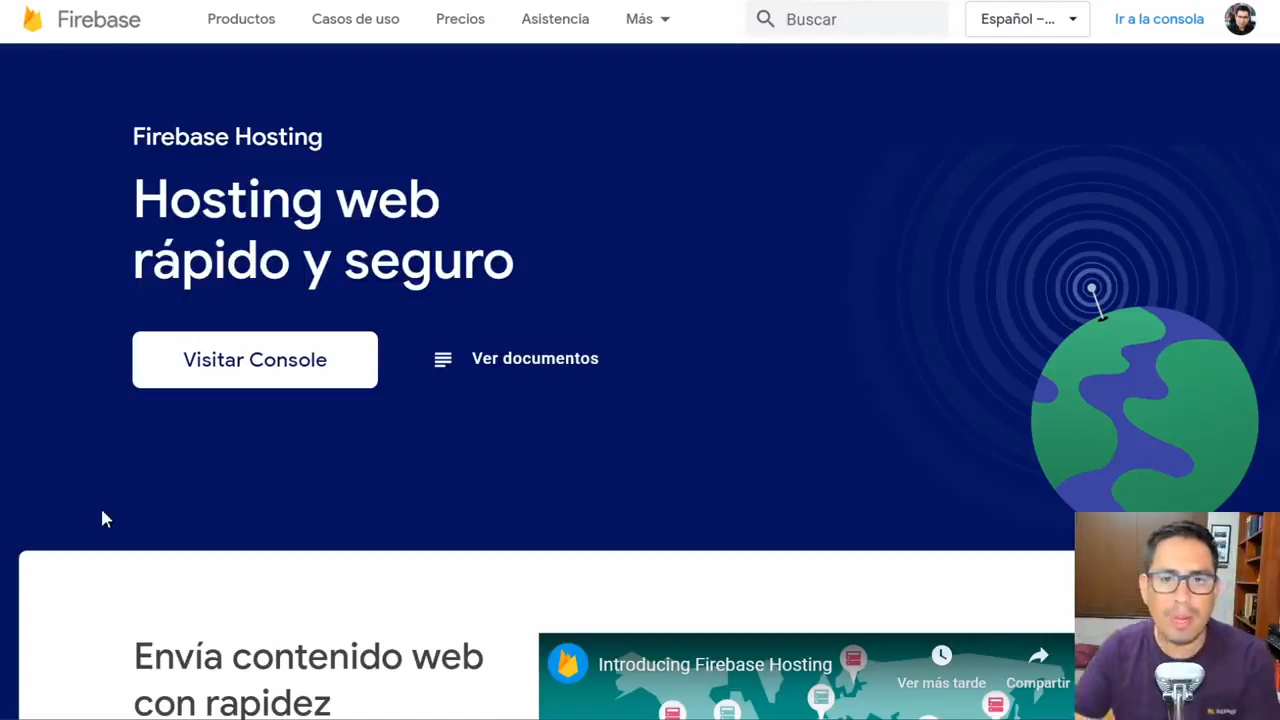 Firebase
Productos
Casos de uso
Precios
Asistencia
Más
Buscar
Español –...
Ir a la consola
Firebase Hosting
Hosting web
rápido y seguro
Visitar Console
Ver documentos
Envía contenido web
con rapidez
Introducing Firebase Hosting
Ver más tarde
Compartir